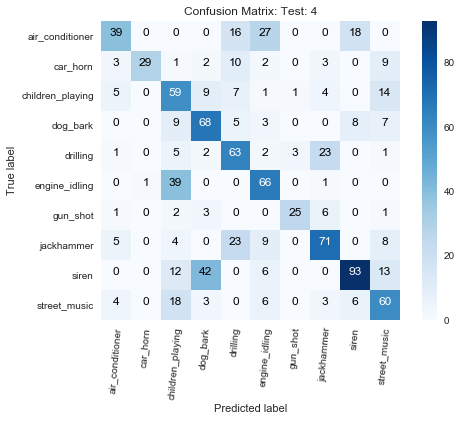 Confusion Matrix: Test: 4
True label
air_conditioner 39 0 0 0 16 27 0 0 18 0
car_horn 3 29 1 2 10 2 0 3 0 9
children_playing 5 0 59 9 7 1 1 4 0 14
dog_bark 0 0 9 68 5 3 0 0 8 7
drilling 1 0 5 2 63 2 3 23 0 1
engine_idling 0 1 39 0 0 66 0 1 0 0
gun_shot 1 0 2 3 0 0 25 6 0 1
jackhammer 5 0 4 0 23 9 0 71 0 8
siren 0 0 12 42 0 6 0 0 93 13
street_music 4 0 18 3 0 6 0 3 6 60
air_conditioner car_horn children_playing dog_bark drilling engine_idling gun_shot jackhammer siren street_music
Predicted label
80
60
40
20
0